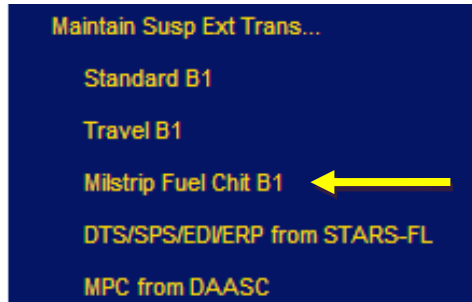 Maintain Susp Ext Trans...
Standard B1
Travel B1
Milstrip Fuel Chit B1
DTS/SPS/EDI/ERP from STARS-FL
MPC from DAASC